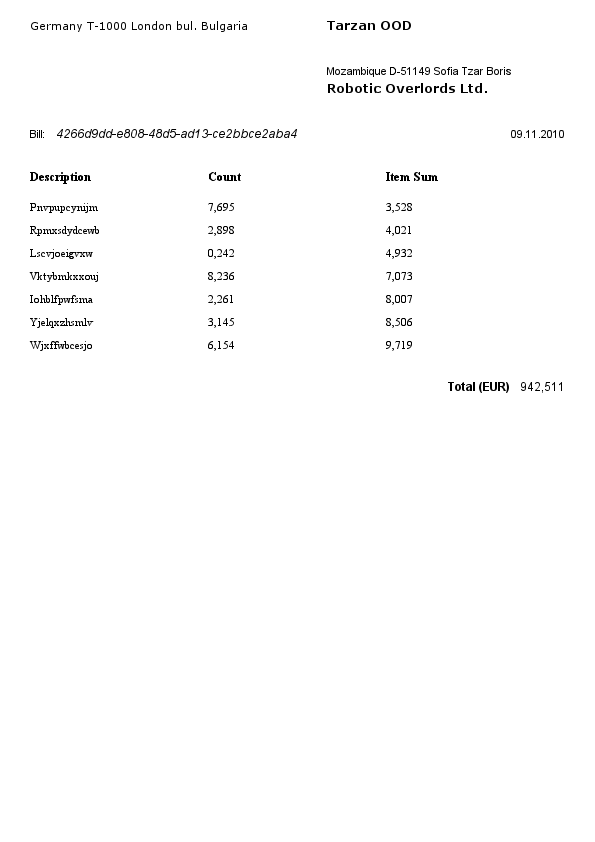 Germany T-1000 London bul. Bulgaria    Tarzan OOD
Mozambique D-51149 Sofia Tzar Boris
Robotic Overlords Ltd.
Bill: 4266d9dd-e808-48d5-ad13-ce2bbce2aba4    09.11.2010
Description    Count    Item Sum
Pnvpupcynijm    7,695    3,528
Rpmxsdydcewb    2,898    4,021
Lscvjoeigvxw    0,242    4,932
Vktybmkxxouj    8,236    7,073
Iohblfpwfsma    2,261    8,007
Yjelqxzhsmlv    3,145    8,506
Wjxffwbcesjo    6,154    9,719
Total (EUR) 942,511